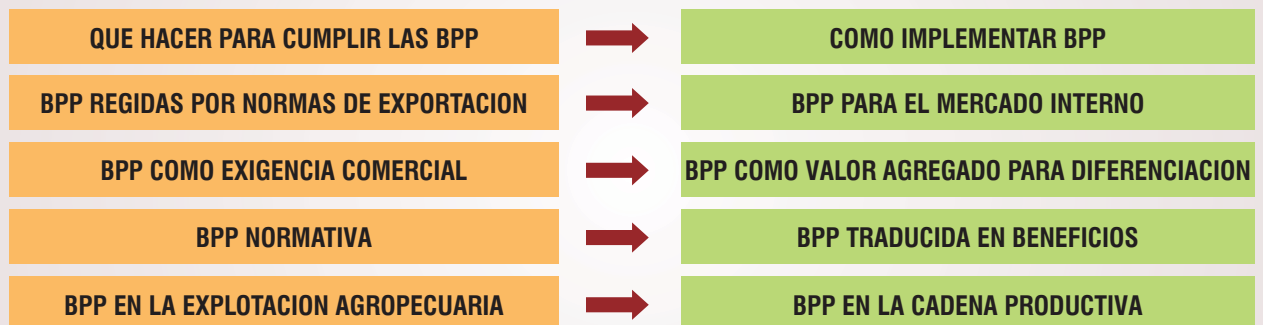 QUE HACER PARA CUMPLIR LAS BPP
COMO IMPLEMENTAR BPP
BPP REGIDAS POR NORMAS DE EXPORTACION
BPP PARA EL MERCADO INTERNO
BPP COMO EXIGENCIA COMERCIAL
BPP COMO VALOR AGREGADO PARA DIFERENCIACION
BPP NORMATIVA
BPP TRADUCIDA EN BENEFICIOS
BPP EN LA EXPLOTACION AGROPECUARIA
BPP EN LA CADENA PRODUCTIVA